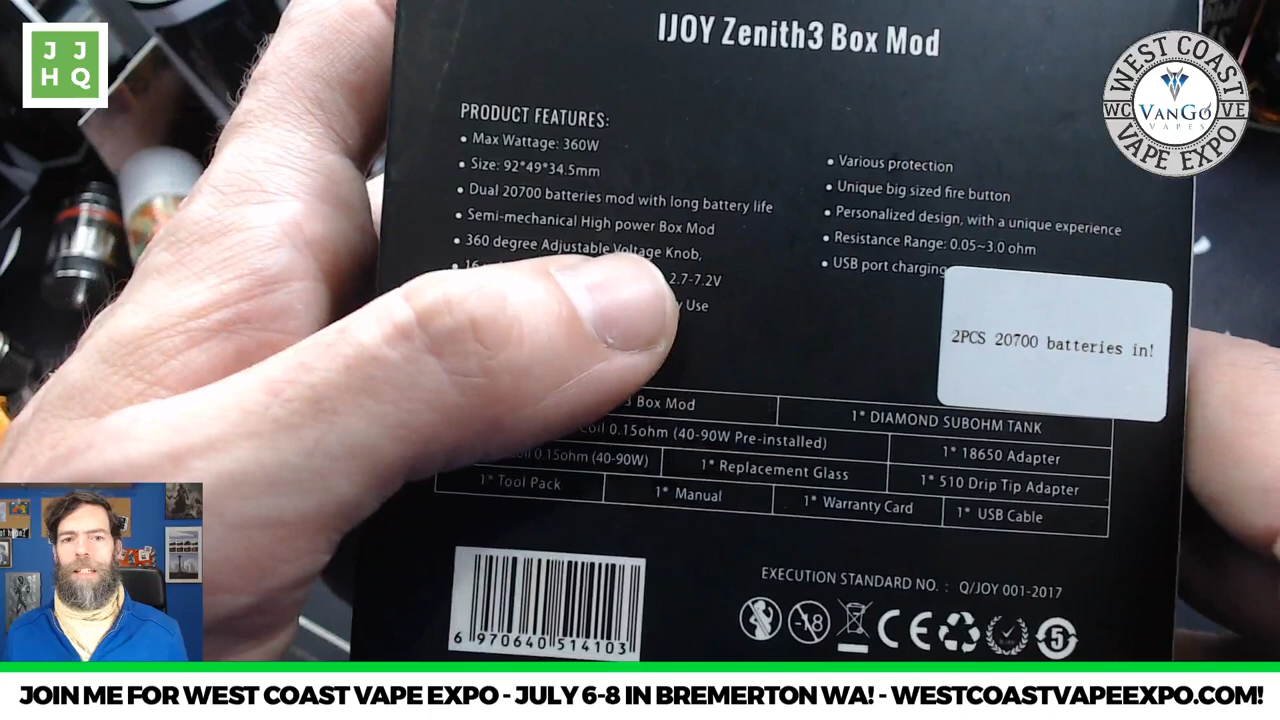 J J
H Q
WEST COAST
WC VE
VANGO
VAPES
VAPE EXPO
IJOY Zenith3 Box Mod
PRODUCT FEATURES:
• Max Wattage: 360W
• Size: 92*49*34.5mm
• Dual 20700 batteries mod with long battery life
• Semi-mechanical High power Box Mod
• 360 degree Adjustable Voltage Knob,
2.7-7.2V
Use
• Various protection
• Unique big sized fire button
• Personalized design, with a unique experience
• Resistance Range: 0.05~3.0 ohm
• USB port charging
2PCS 20700 batteries in!
3 Box Mod
1* DIAMOND SUBOHM TANK
0.15ohm (40-90W Pre-installed)
1* 18650 Adapter
0.15ohm (40-90W)
1* Replacement Glass
1* 510 Drip Tip Adapter
1* Tool Pack
1* Manual
1* Warranty Card
1* USB Cable
6 970640 514103
EXECUTION STANDARD NO. : Q/JOY 001-2017
-18
CE
5
JOIN ME FOR WEST COAST VAPE EXPO - JULY 6-8 IN BREMERTON WA! - WESTCOASTVAPEEXPO.COM!